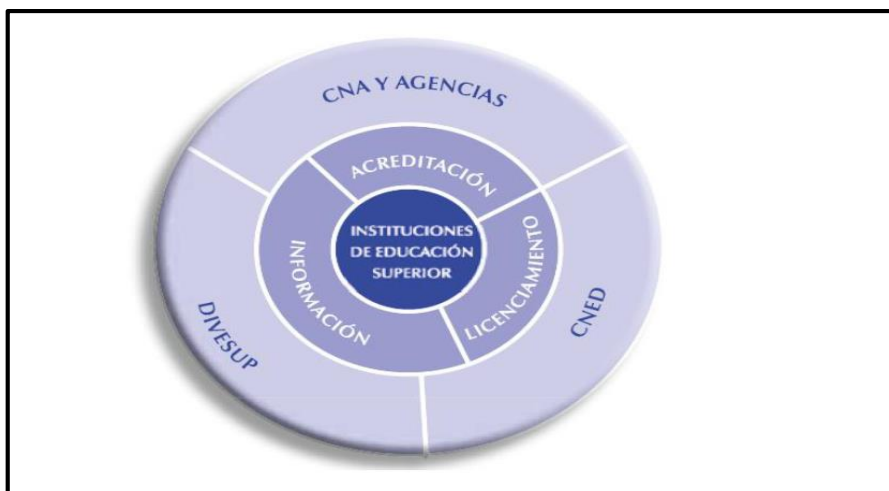 CNA Y AGENCIAS
ACREDITACIÓN
INSTITUCIONES
DE EDUCACIÓN
SUPERIOR
INFORMACIÓN
LICENCIAMIENTO
DIVESUP
CNED